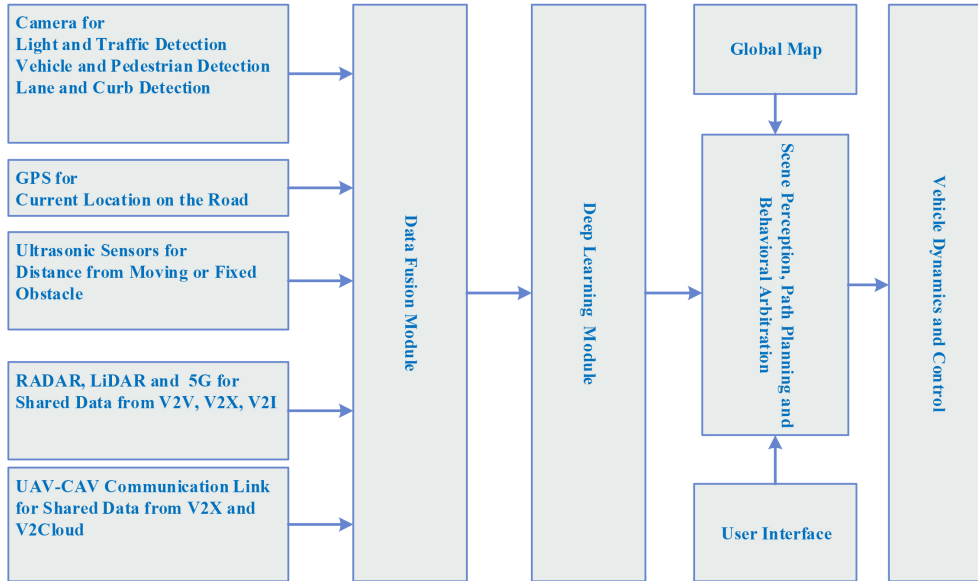 Camera for
Light and Traffic Detection
Vehicle and Pedestrian Detection
Lane and Curb Detection
GPS for
Current Location on the Road
Ultrasonic Sensors for
Distance from Moving or Fixed
Obstacle
RADAR, LiDAR and 5G for
Shared Data from V2V, V2X, V2I
UAV-CAV Communication Link
for Shared Data from V2X and
V2Cloud
Data Fusion Module
Deep Learning Module
Global Map
Scene Perception, Path Planning and
Behavioral Arbitration
User Interface
Vehicle Dynamics and Control